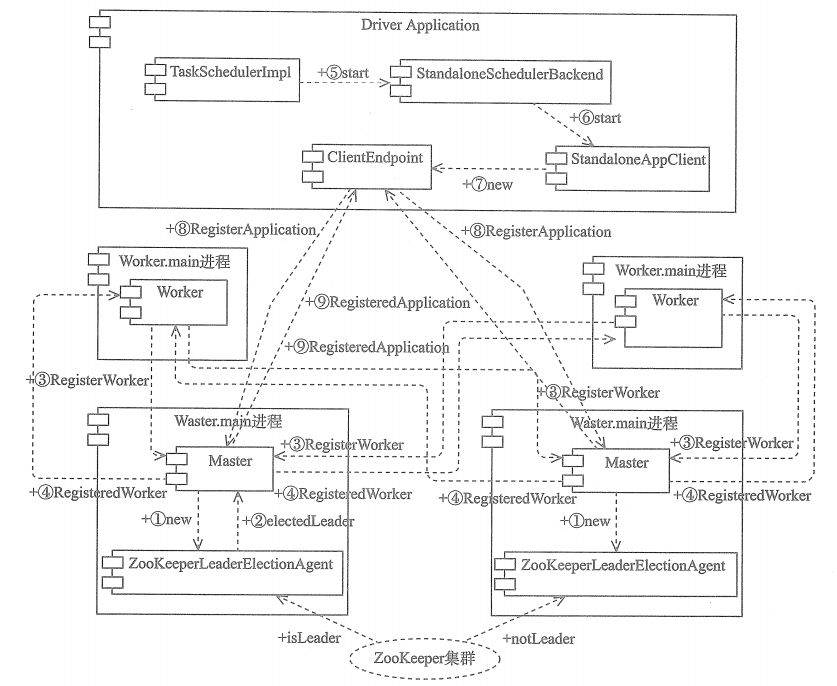 Driver Application
TaskSchedulerImpl
+⑤start
StandaloneSchedulerBackend
+⑥start
ClientEndpoint
StandaloneAppClient
+⑦new
+⑧RegisterApplication
+⑧RegisterApplication
Worker.main进程
Worker
Worker.main进程
Worker
+⑨RegisteredApplication
+⑨RegisteredApplication
+③RegisterWorker
+③RegisterWorker
Waster.main进程
Waster.main进程
+③RegisterWorker
+③RegisterWorker
Master
Master
+④RegisteredWorker
+④RegisteredWorker
+④RegisteredWorker
+④RegisteredWorker
+①new
+②electedLeader
+①new
ZooKeeperLeaderElectionAgent
ZooKeeperLeaderElectionAgent
+isLeader
+notLeader
ZooKeeper集群